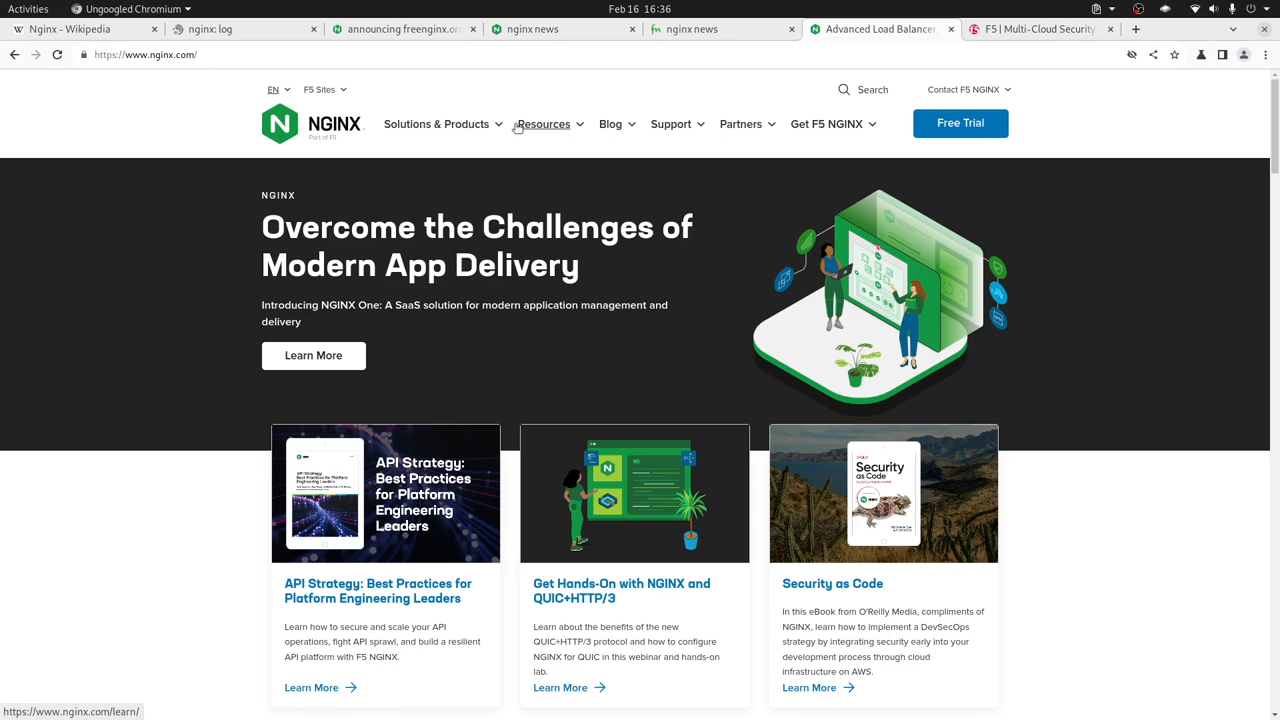 Activities
Ungoogled Chromium
Feb 16 16:36
Nginx - Wikipedia
nginx: log
announcing freenginx.or
nginx news
nginx news
Advanced Load Balancer,
F5 | Multi-Cloud Security
https://www.nginx.com/
EN
F5 Sites
Search
Contact F5 NGINX
NGINX
Part of F5
Solutions & Products
Resources
Blog
Support
Partners
Get F5 NGINX
Free Trial
NGINX
Overcome the Challenges of
Modern App Delivery
Introducing NGINX One: A SaaS solution for modern application management and
delivery
Learn More
API Strategy:
Best Practices
for Platform
Engineering
Leaders
Security
as Code
API Strategy: Best Practices for
Platform Engineering Leaders
Learn how to secure and scale your API
operations, fight API sprawl, and build a resilient
API platform with F5 NGINX.
Learn More
Get Hands-On with NGINX and
QUIC+HTTP/3
Learn about the benefits of the new
QUIC+HTTP/3 protocol and how to configure
NGINX for QUIC in this webinar and hands-on
lab.
Learn More
Security as Code
In this eBook from O'Reilly Media, compliments of
NGINX, learn how to implement a DevSecOps
strategy by integrating security early into your
development process through cloud
infrastructure on AWS.
Learn More
https://www.nginx.com/learn/